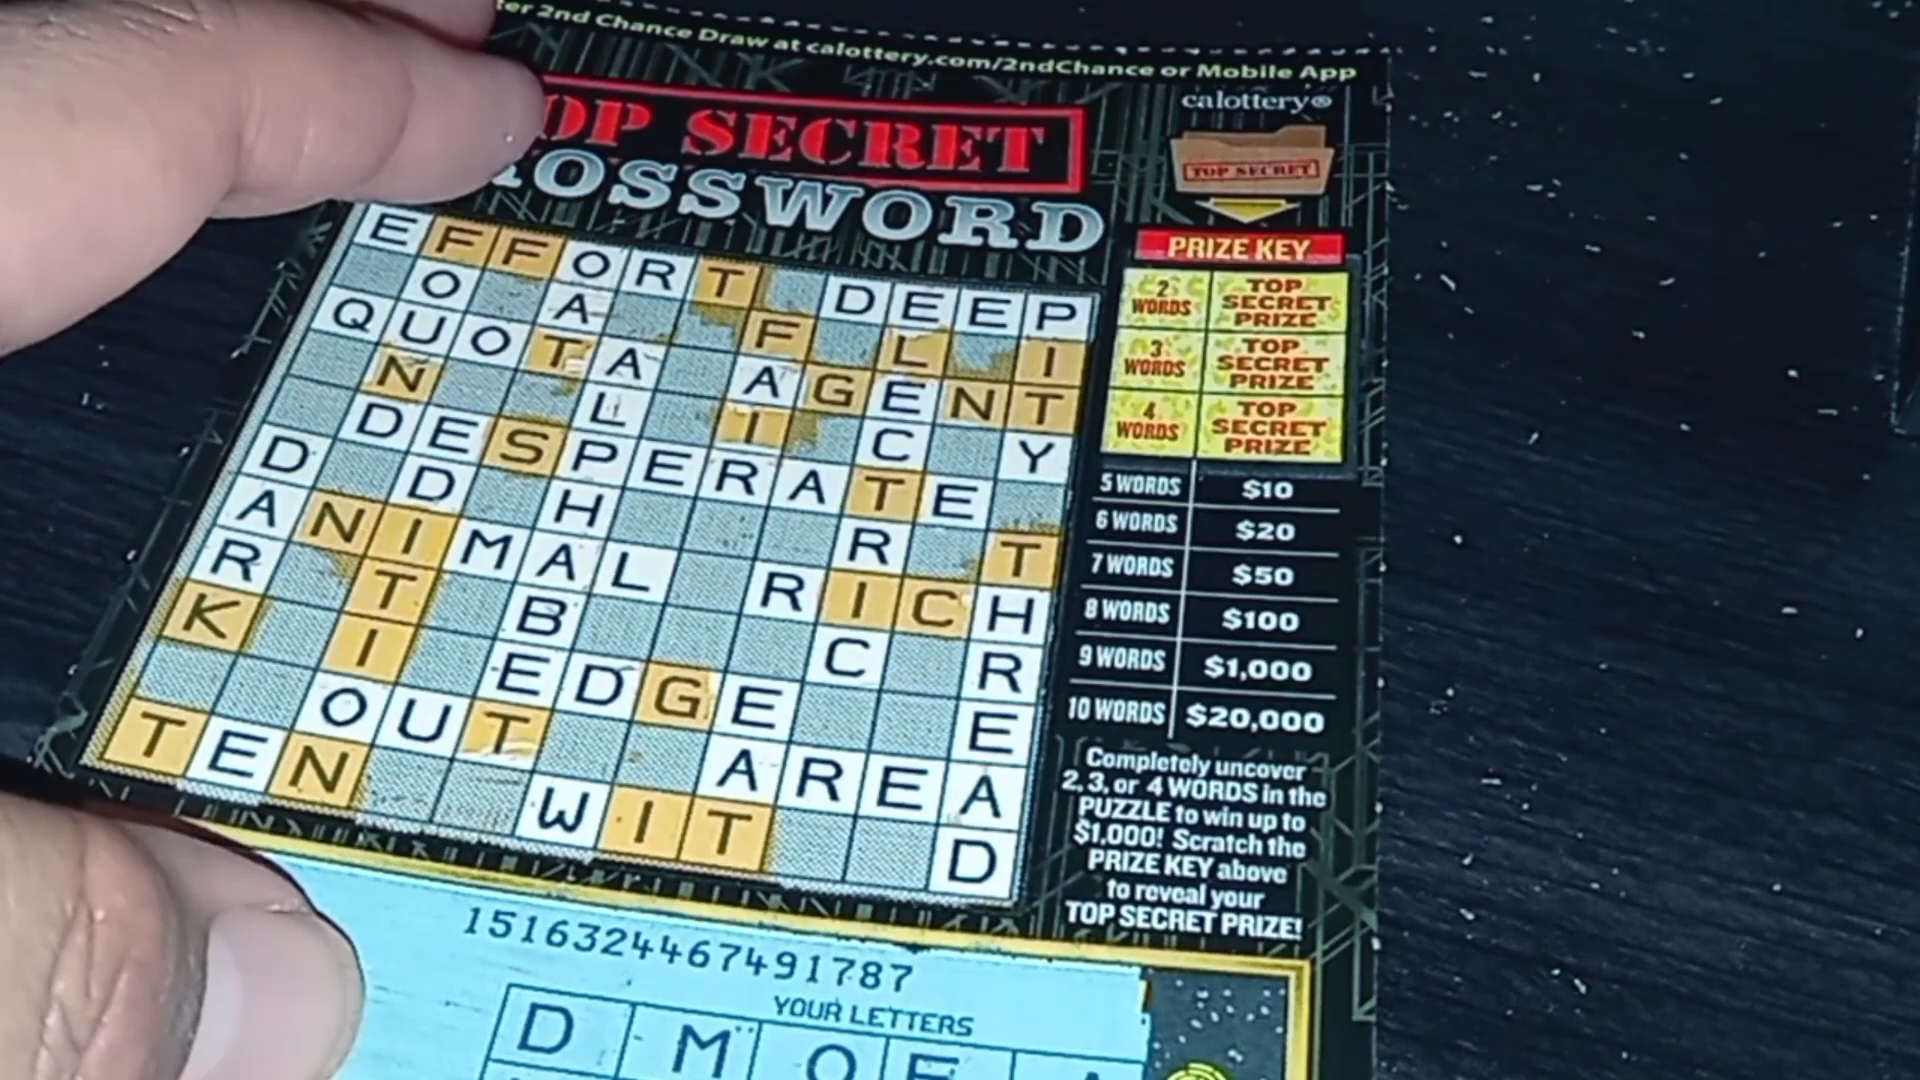 ter 2nd Chance Draw at calottery.com/2ndChance or Mobile App
calottery®
OP SECRET
TOP SECRET
OSSWORD
PRIZE KEY
2 WORDS TOP SECRET PRIZE
3 WORDS TOP SECRET PRIZE
4 WORDS TOP SECRET PRIZE
5 WORDS $10
6 WORDS $20
7 WORDS $50
8 WORDS $100
9 WORDS $1,000
10 WORDS $20,000
Completely uncover
2, 3, or 4 WORDS in the
PUZZLE to win up to
$1,000! Scratch the
PRIZE KEY above
to reveal your
TOP SECRET PRIZE!
E F F O R T D E E P
O A F L I
Q U O T A A G E N T
N L I C Y
D D E S P E R A T E
A D H R T
R N I M A L R I C H
K T B C R
I E D G E E
O U T A R E A
T E N W I T D
15163244467491787
YOUR LETTERS
D M O E